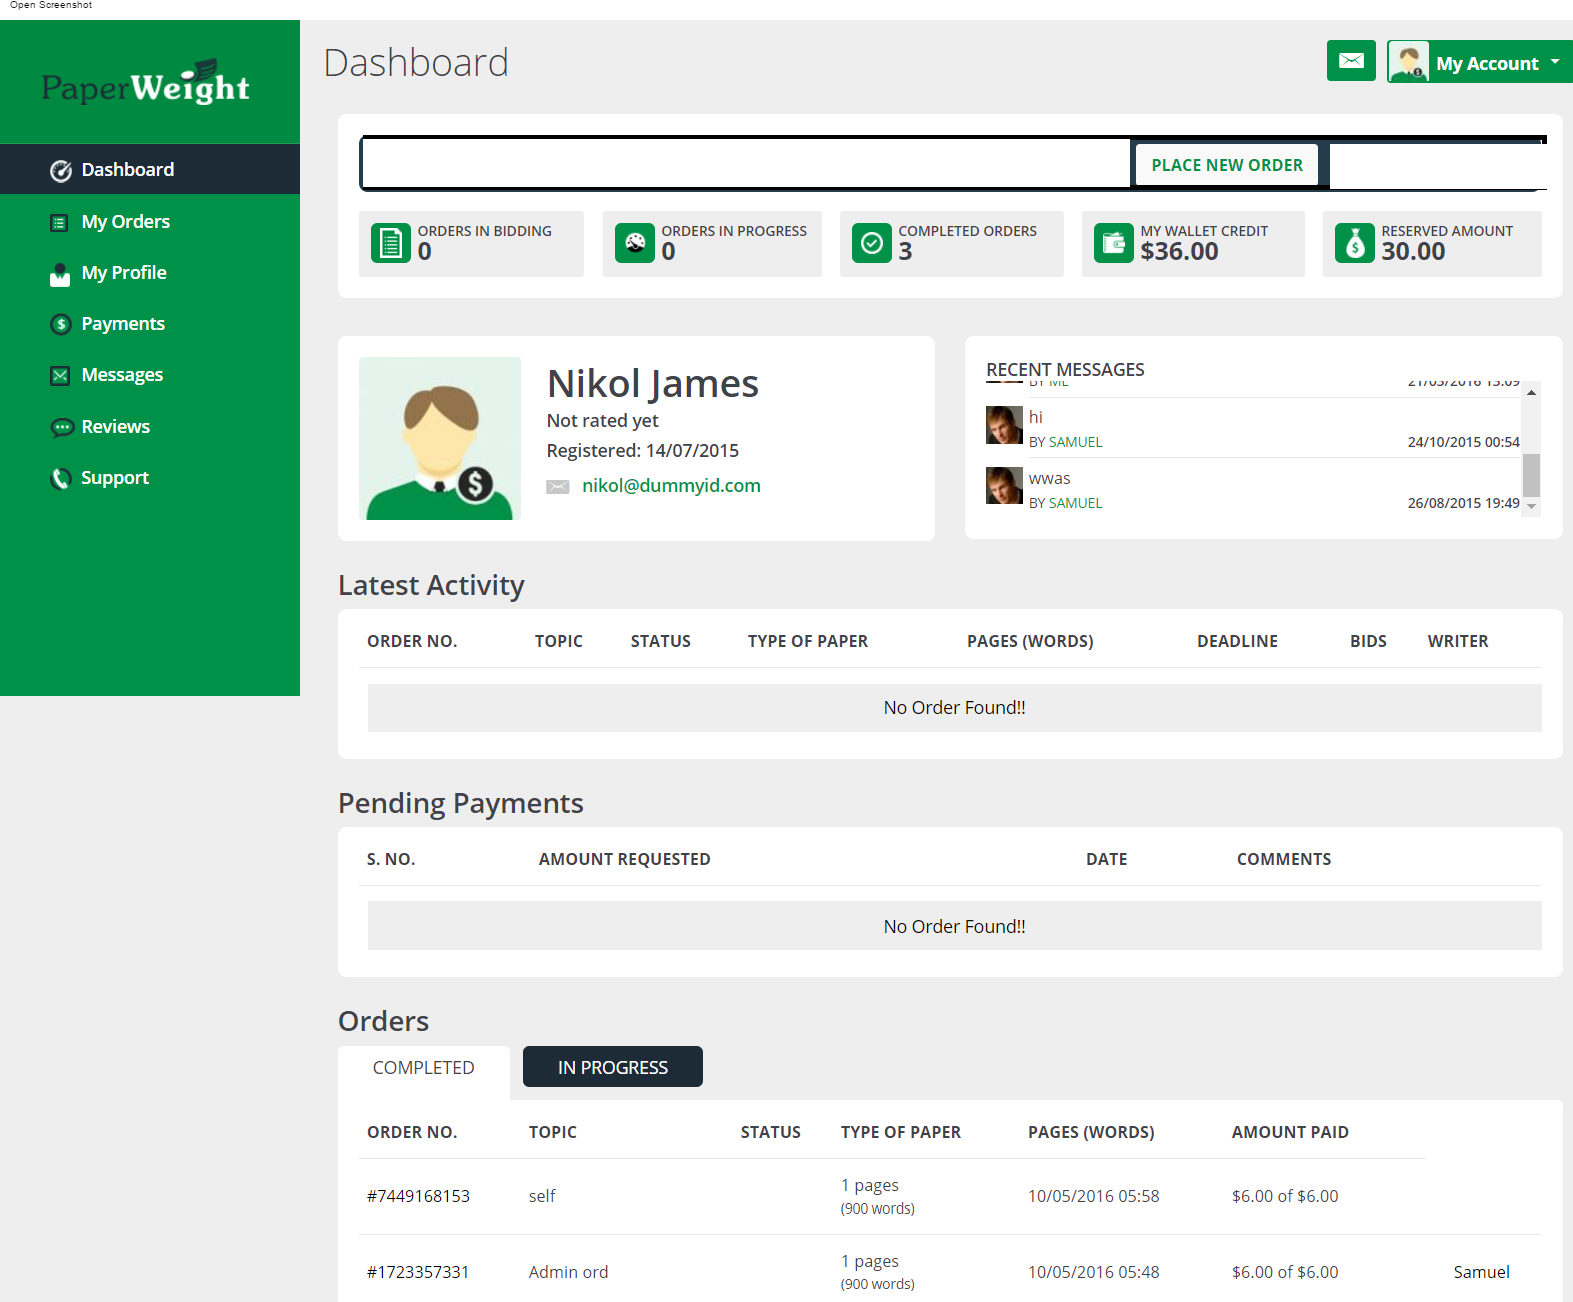 Open Screenshot
PaperWeight
Dashboard
My Account
Dashboard
My Orders
My Profile
Payments
Messages
Reviews
Support
PLACE NEW ORDER
ORDERS IN BIDDING
0
ORDERS IN PROGRESS
0
COMPLETED ORDERS
3
MY WALLET CREDIT
$36.00
RESERVED AMOUNT
30.00
Nikol James
Not rated yet
Registered: 14/07/2015
nikol@dummyid.com
RECENT MESSAGES
BY ME 21/03/2016 13:09
hi
BY SAMUEL 24/10/2015 00:54
wwas
BY SAMUEL 26/08/2015 19:49
Latest Activity
ORDER NO. TOPIC STATUS TYPE OF PAPER PAGES (WORDS) DEADLINE BIDS WRITER
No Order Found!!
Pending Payments
S. NO. AMOUNT REQUESTED DATE COMMENTS
No Order Found!!
Orders
COMPLETED IN PROGRESS
ORDER NO. TOPIC STATUS TYPE OF PAPER PAGES (WORDS) AMOUNT PAID
#7449168153 self 1 pages 10/05/2016 05:58 $6.00 of $6.00
(900 words)
#1723357331 Admin ord 1 pages 10/05/2016 05:48 $6.00 of $6.00 Samuel
(900 words)